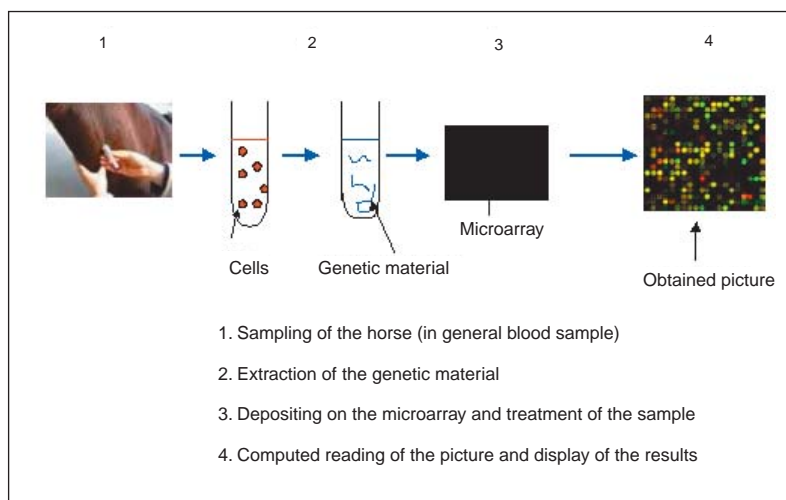 1 2 3 4
Microarray
Cells Genetic material
Obtained picture
1. Sampling of the horse (in general blood sample)
2. Extraction of the genetic material
3. Depositing on the microarray and treatment of the sample
4. Computed reading of the picture and display of the results